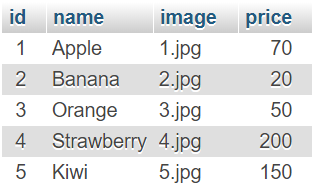 id name image price
1 Apple 1.jpg 70
2 Banana 2.jpg 20
3 Orange 3.jpg 50
4 Strawberry 4.jpg 200
5 Kiwi 5.jpg 150